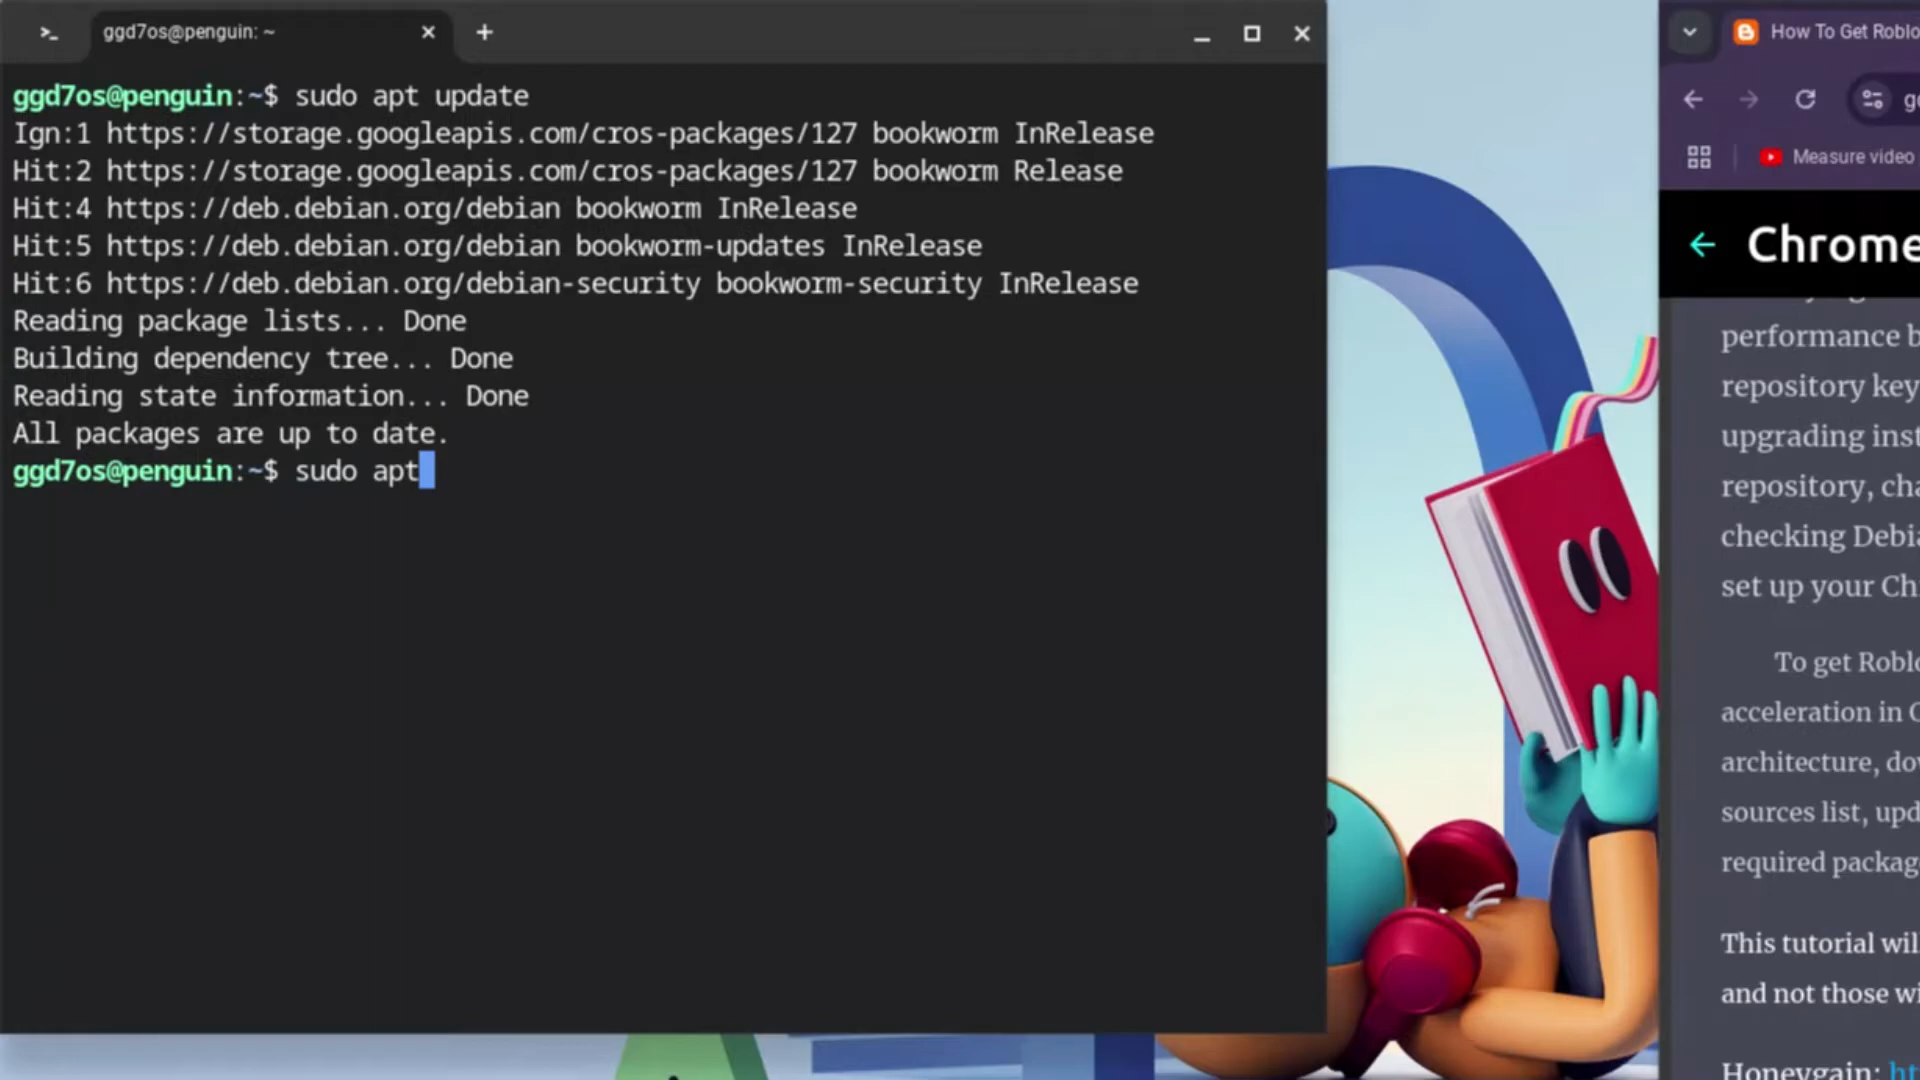 ggd7os@penguin: ~
ggd7os@penguin:~$ sudo apt update
Ign:1 https://storage.googleapis.com/cros-packages/127 bookworm InRelease
Hit:2 https://storage.googleapis.com/cros-packages/127 bookworm Release
Hit:4 https://deb.debian.org/debian bookworm InRelease
Hit:5 https://deb.debian.org/debian bookworm-updates InRelease
Hit:6 https://deb.debian.org/debian-security bookworm-security InRelease
Reading package lists... Done
Building dependency tree... Done
Reading state information... Done
All packages are up to date.
ggd7os@penguin:~$ sudo apt
How To Get Roblo
Measure video
Chrome
performance b
repository key
upgrading inst
repository, cha
checking Debia
set up your Ch
To get Roblo
acceleration in
architecture, do
sources list, upd
required packag
This tutorial wil
and not those wi
Honeygain: ht